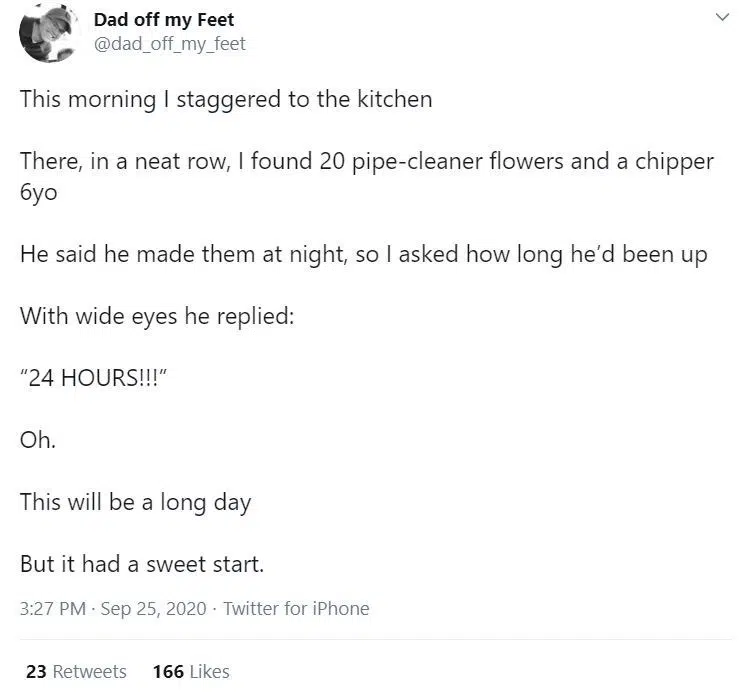 Dad off my Feet
@dad_off_my_feet
This morning I staggered to the kitchen
There, in a neat row, I found 20 pipe-cleaner flowers and a chipper
6yo
He said he made them at night, so I asked how long he’d been up
With wide eyes he replied:
“24 HOURS!!!”
Oh.
This will be a long day
But it had a sweet start.
3:27 PM · Sep 25, 2020 · Twitter for iPhone
23 Retweets 166 Likes